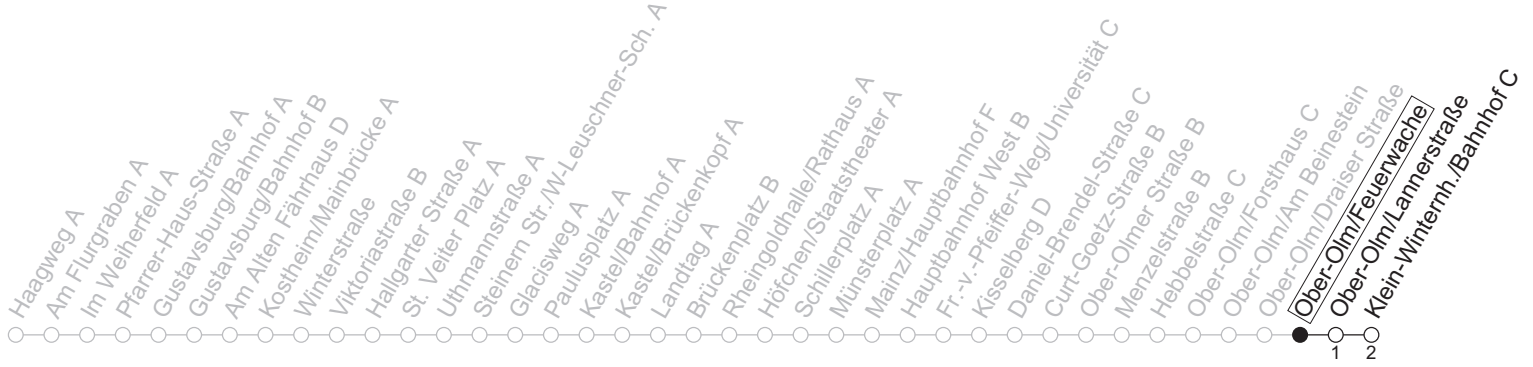 Haagweg A
Am Flurgraben A
Im Weiherfeld A
Pfarrer-Haus-Straße A
Gustavsburg/Bahnhof A
Gustavsburg/Bahnhof B
Am Alten Fährhaus D
Kostheim/Mainbrücke A
Winterstraße
Viktoriastraße B
Hallgarter Straße A
St. Veiter Platz A
Uthmannstraße A
Steinern Str./W-Leuschner-Sch. A
Glacisweg A
Paulusplatz A
Kastel/Bahnhof A
Kastel/Brückenkopf A
Landtag A
Brückenplatz B
Rheingoldhalle/Rathaus A
Höfchen/Staatstheater A
Schillerplatz A
Münsterplatz A
Mainz/Hauptbahnhof F
Hauptbahnhof West B
Fr.-v.-Pfeiffer-Weg/Universität C
Kisselberg D
Daniel-Brendel-Straße C
Curt-Goetz-Straße B
Ober-Olmer Straße B
Menzelstraße B
Hebbelstraße C
Ober-Olm/Forsthaus C
Ober-Olm/Am Beinestein
Ober-Olm/Draiser Straße
Ober-Olm/Feuerwache
Ober-Olm/Lannerstraße
Klein-Winternh./Bahnhof C
1
2